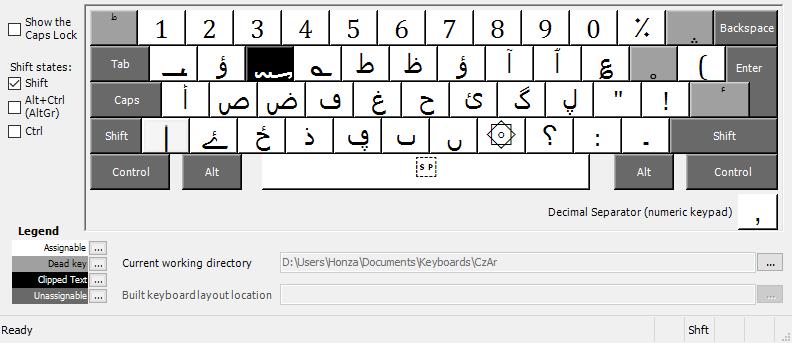 Show the
Caps Lock
1 2 3 4 5 6 7 8 9 0 ٪ Backspace
Shift states:
Tab ؤ ط ظ ؤ آ ٱ ( Enter
Shift
Alt+Ctrl
(AltGr)
Caps أ ص ض ف غ ح ئ گ پ " ! ٔ
Ctrl
Shift ذ ں ۞ ؟ : ـ Shift
Control Alt SP Alt Control
Decimal Separator (numeric keypad) ,
Legend
Assignable ...
Dead key ...
Clipped Text ...
Unassignable ...
Current working directory D:\Users\Honza\Documents\Keyboards\CzAr ...
Built keyboard layout location ...
Ready Shft